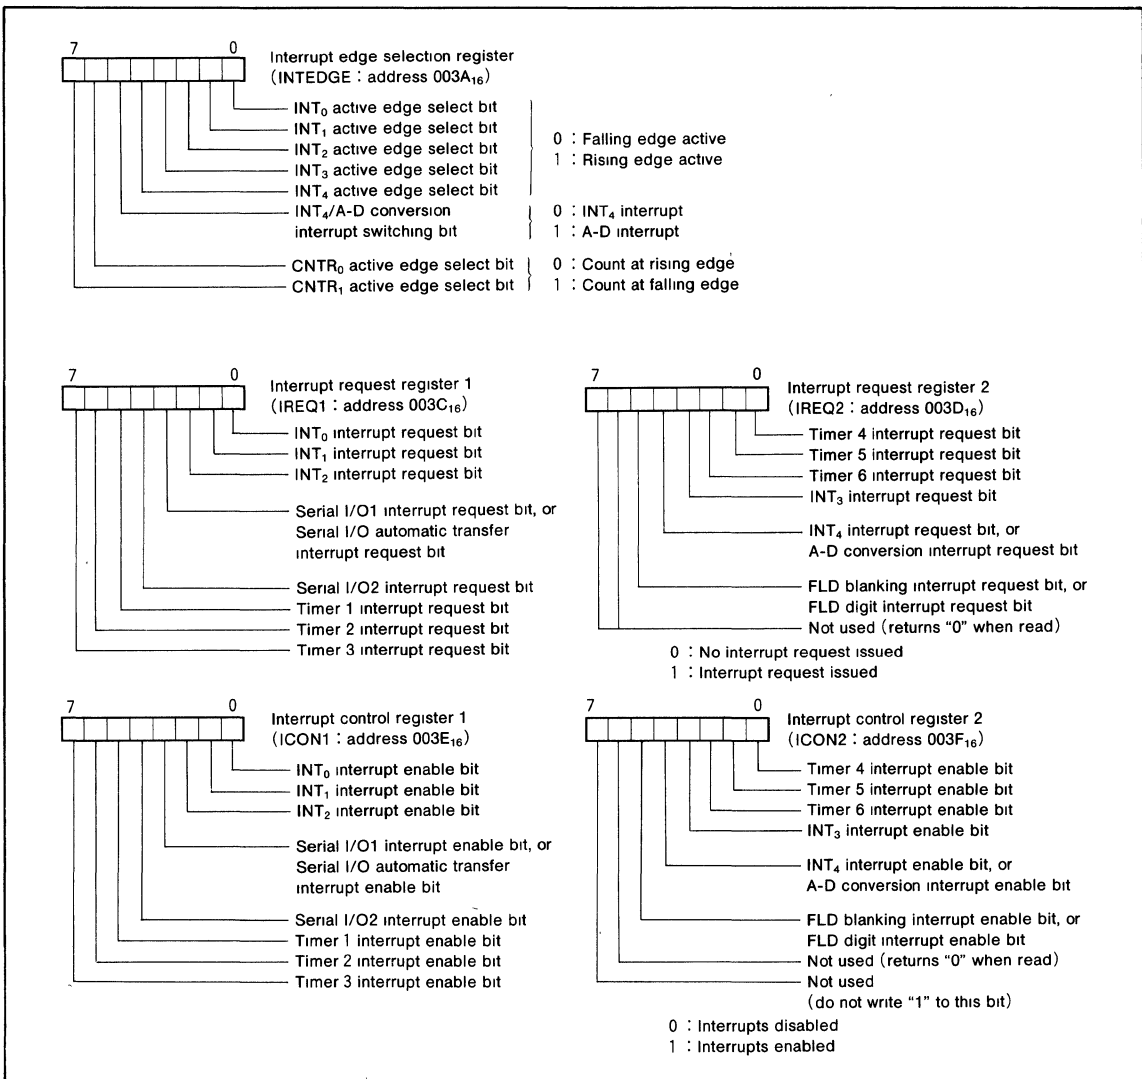 7 0
Interrupt edge selection register
(INTEDGE : address 003A₁₆)
INT₀ active edge select bit
INT₁ active edge select bit
INT₂ active edge select bit
INT₃ active edge select bit
INT₄ active edge select bit
0 : Falling edge active
1 : Rising edge active
INT₄/A-D conversion
interrupt switching bit
0 : INT₄ interrupt
1 : A-D interrupt
CNTR₀ active edge select bit
CNTR₁ active edge select bit
0 : Count at rising edge
1 : Count at falling edge
7 0
Interrupt request register 1
(IREQ1 : address 003C₁₆)
INT₀ interrupt request bit
INT₁ interrupt request bit
INT₂ interrupt request bit
Serial I/O1 interrupt request bit, or
Serial I/O automatic transfer
interrupt request bit
Serial I/O2 interrupt request bit
Timer 1 interrupt request bit
Timer 2 interrupt request bit
Timer 3 interrupt request bit
7 0
Interrupt request register 2
(IREQ2 : address 003D₁₆)
Timer 4 interrupt request bit
Timer 5 interrupt request bit
Timer 6 interrupt request bit
INT₃ interrupt request bit
INT₄ interrupt request bit, or
A-D conversion interrupt request bit
FLD blanking interrupt request bit, or
FLD digit interrupt request bit
Not used (returns “0” when read)
0 : No interrupt request issued
1 : Interrupt request issued
7 0
Interrupt control register 1
(ICON1 : address 003E₁₆)
INT₀ interrupt enable bit
INT₁ interrupt enable bit
INT₂ interrupt enable bit
Serial I/O1 interrupt enable bit, or
Serial I/O automatic transfer
interrupt enable bit
Serial I/O2 interrupt enable bit
Timer 1 interrupt enable bit
Timer 2 interrupt enable bit
Timer 3 interrupt enable bit
7 0
Interrupt control register 2
(ICON2 : address 003F₁₆)
Timer 4 interrupt enable bit
Timer 5 interrupt enable bit
Timer 6 interrupt enable bit
INT₃ interrupt enable bit
INT₄ interrupt enable bit, or
A-D conversion interrupt enable bit
FLD blanking interrupt enable bit, or
FLD digit interrupt enable bit
Not used (returns “0” when read)
Not used
(do not write “1” to this bit)
0 : Interrupts disabled
1 : Interrupts enabled